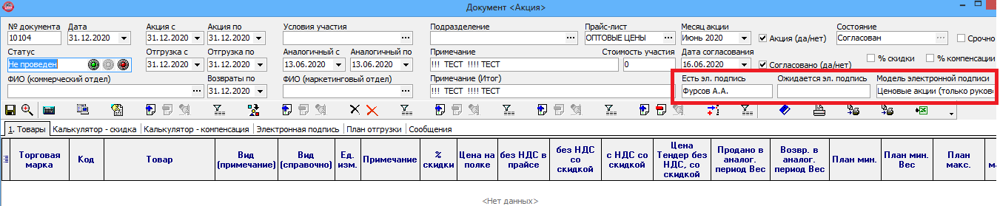 Документ <Акция>
№ документа Дата Акция с Акция по Условия участия Подразделение Прайс-лист Месяц акции Состояние
10104 31.12.2020 31.12.2020 31.12.2020 ОПТОВЫЕ ЦЕНЫ Июнь 2020 Акция (да/нет) Согласован Срочно
Статус Отгрузка с Отгрузка по Аналогичный с Аналогичный по Примечание Стоимость участия Дата согласования
Не проведен 31.12.2020 31.12.2020 13.06.2020 13.06.2020 !!! ТЕСТ !!!! ТЕСТ 0 16.06.2020 Согласовано (да/нет) % скидки % компенсации
ФИО (коммерческий отдел) Возвраты по ФИО (маркетинговый отдел) Примечание (Итог) Есть эл. подпись Ожидается эл. подпись Модель электронной подписи
31.12.2020 !!! ТЕСТ !!!! ТЕСТ Фурсов А.А. Ценовые акции (только руково
1. Товары Калькулятор - скидка Калькулятор - компенсация Электронная подпись План отгрузки Сообщения
Торговая марка Код Товар Вид (примечание) Вид (справочно) Ед. изм. Примечание % скидки Цена на полке без НДС в прайсе без НДС со скидкой с НДС со скидкой Цена Тендер без НДС, со скидкой Продано в аналог. период Вес Возвр. в аналог. период Вес План мин. План мин. Вес План макс.
<Нет данных>